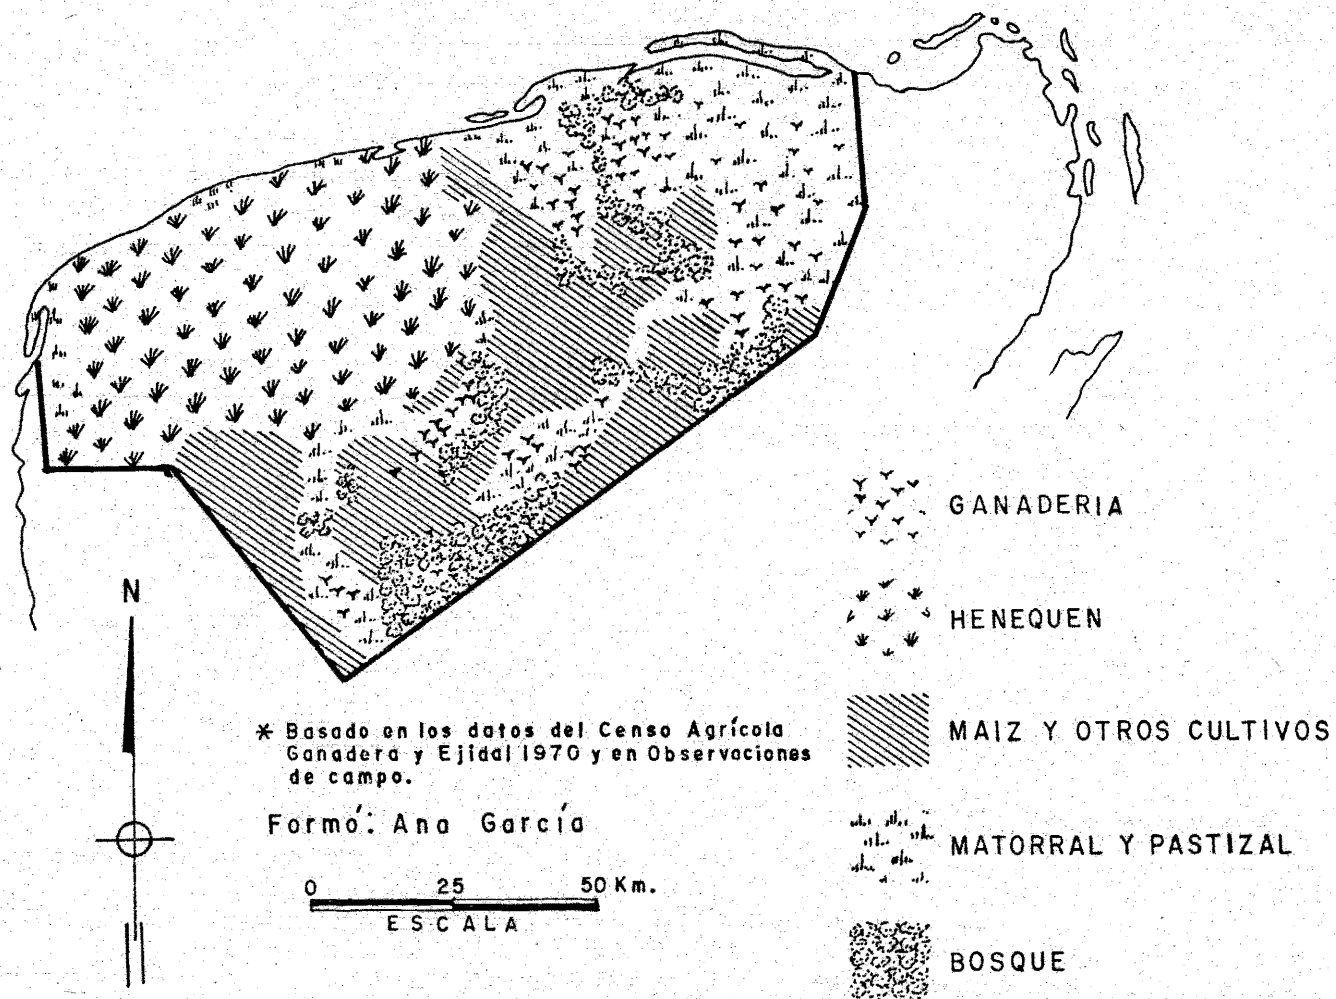 GANADERIA
HENEQUEN
N
MAIZ Y OTROS CULTIVOS
* Basado en los datos del Censo Agrícola
Ganadera y Ejidal 1970 y en Observaciones
de campo.
Formó: Ana García
MATORRAL Y PASTIZAL
0 25 50 Km.
ESCALA
BOSQUE